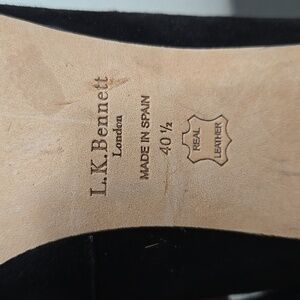 L.K.Bennett
London
MADE IN SPAIN
40 ½
REAL
LEATHER